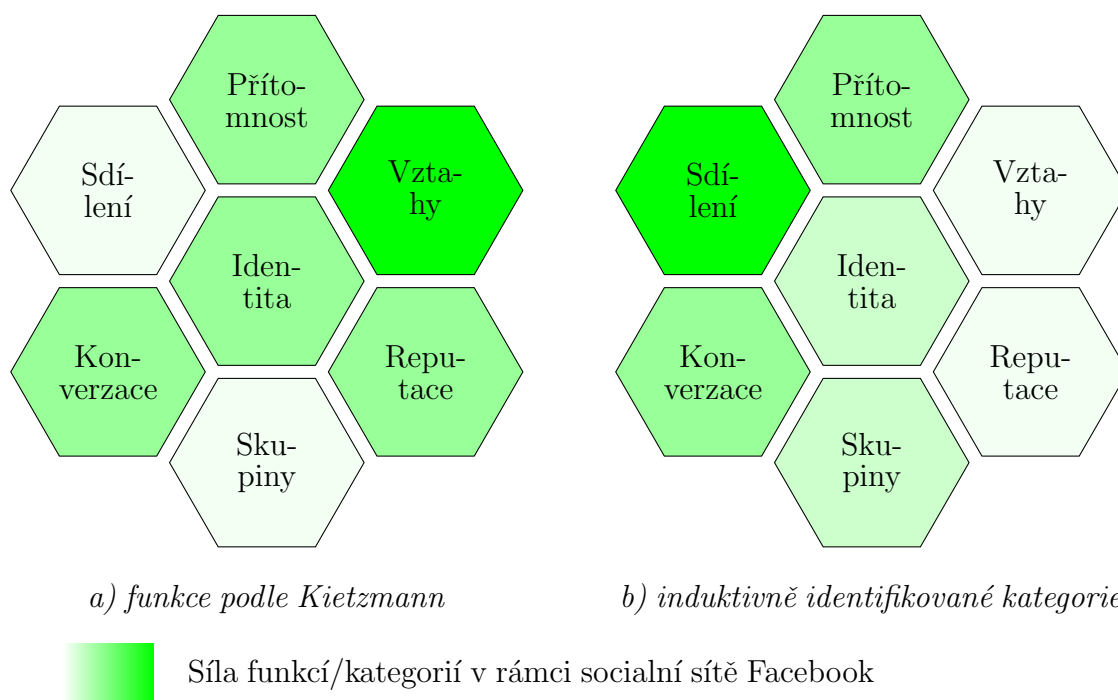 Příto-
mnost
Sdí-
lení
Vzta-
hy
Iden-
tita
Kon-
verzace
Repu-
tace
Sku-
piny
a) funkce podle Kietzmann
Příto-
mnost
Sdí-
lení
Vzta-
hy
Iden-
tita
Kon-
verzace
Repu-
tace
Sku-
piny
b) induktivně identifikované kategorie
Síla funkcí/kategorií v rámci socialní sítě Facebook